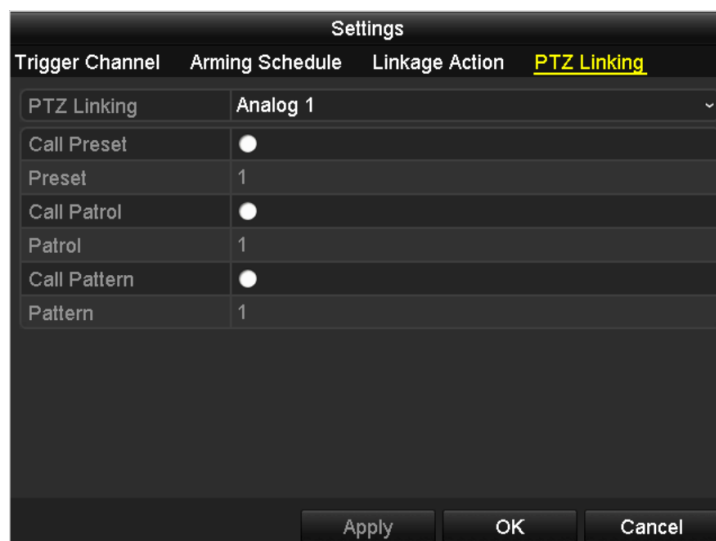 Settings
Trigger Channel Arming Schedule Linkage Action PTZ Linking
PTZ Linking Analog 1
Call Preset
Preset 1
Call Patrol
Patrol 1
Call Pattern
Pattern 1
Apply OK Cancel